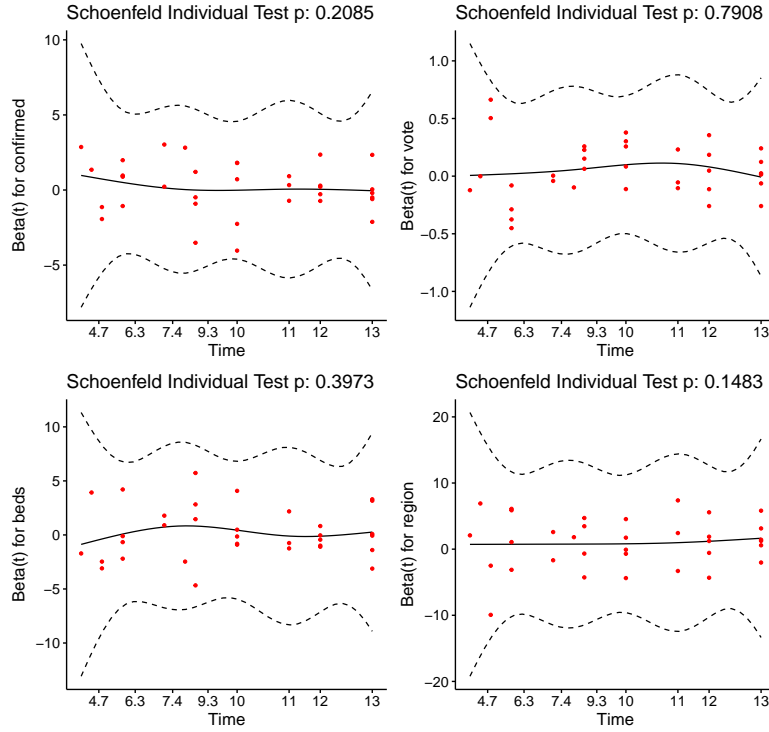 Schoenfeld Individual Test p: 0.2085
Beta(t) for confirmed
10
5
0
−5
4.7 6.3 7.4 9.3 10 11 12 13
Time
Schoenfeld Individual Test p: 0.7908
Beta(t) for vote
1.0
0.5
0.0
−0.5
−1.0
4.7 6.3 7.4 9.3 10 11 12 13
Time
Schoenfeld Individual Test p: 0.3973
Beta(t) for beds
10
5
0
−5
−10
4.7 6.3 7.4 9.3 10 11 12 13
Time
Schoenfeld Individual Test p: 0.1483
Beta(t) for region
20
10
0
−10
−20
4.7 6.3 7.4 9.3 10 11 12 13
Time